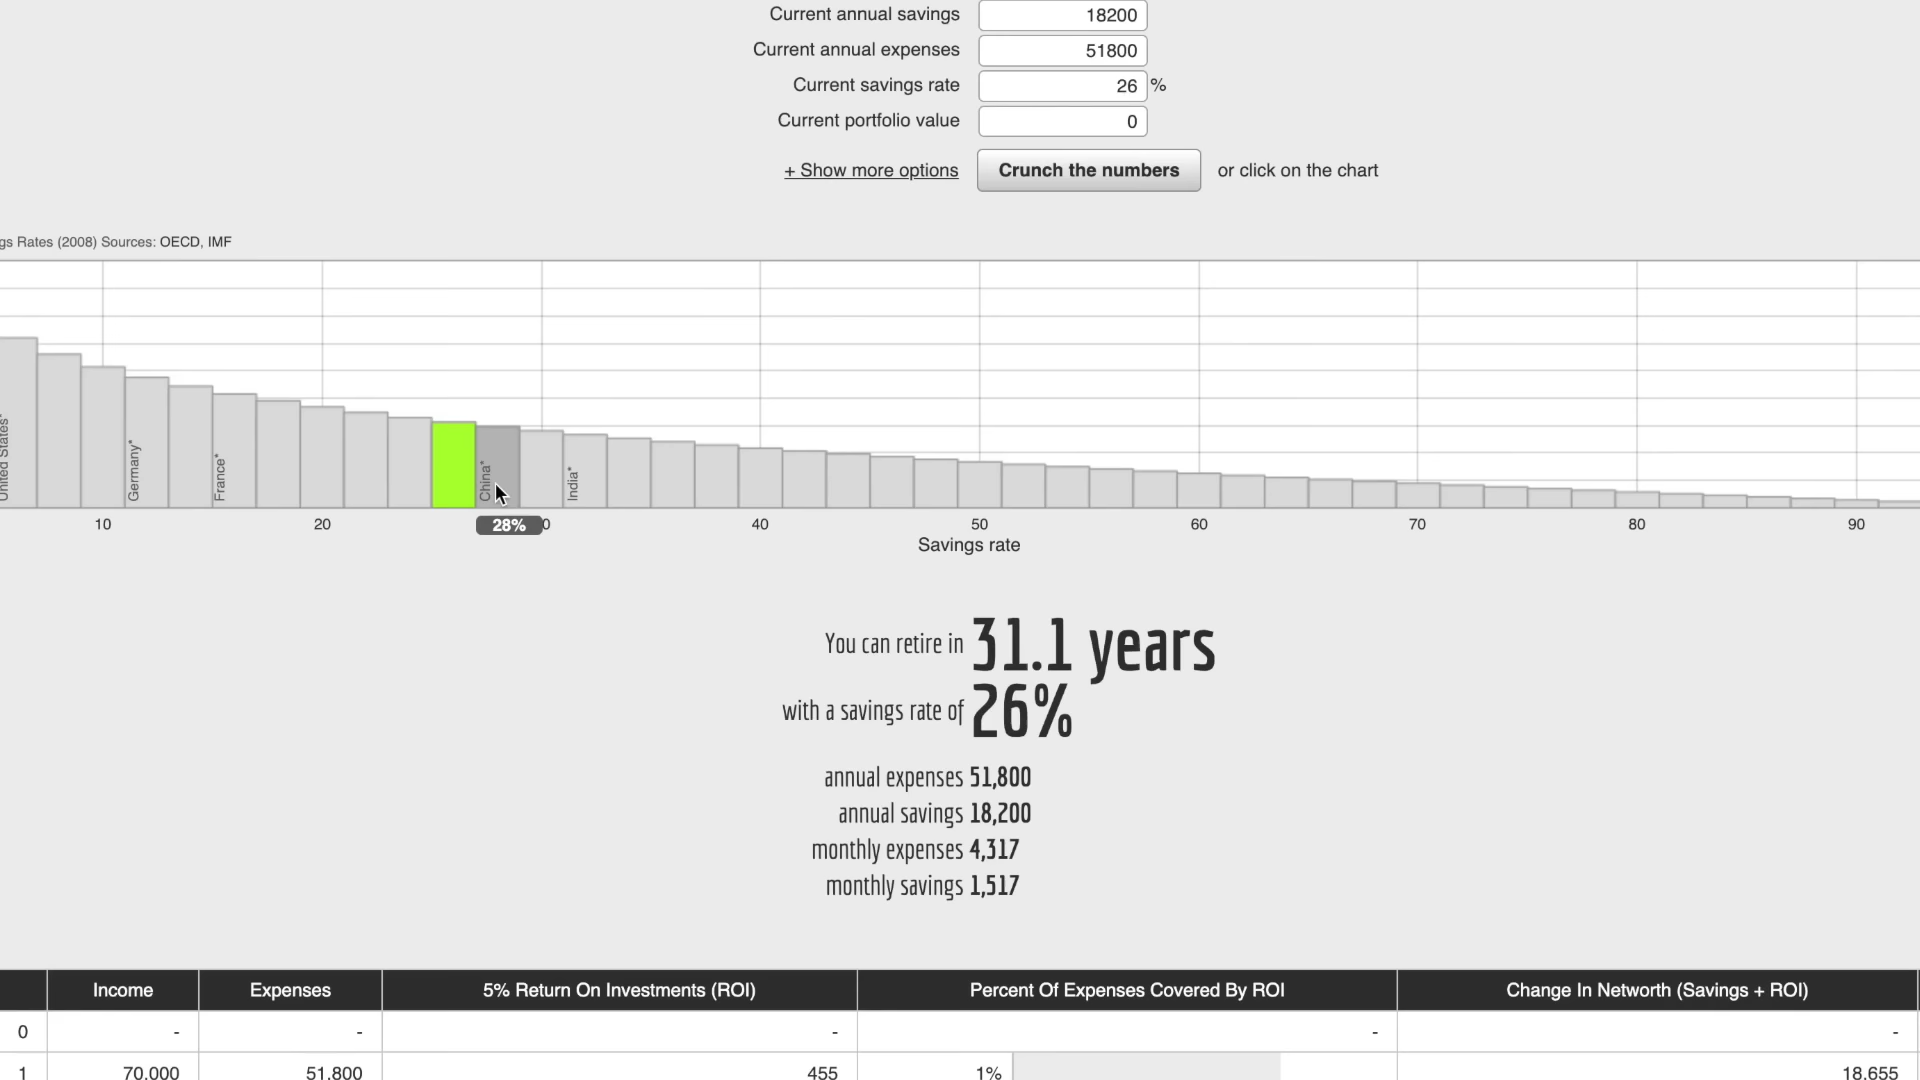 Current annual savings 18200
Current annual expenses 51800
Current savings rate 26 %
Current portfolio value 0
+ Show more options Crunch the numbers or click on the chart
gs Rates (2008) Sources: OECD, IMF
United States*
Germany*
France*
China*
India*
10 20 28% 0 40 50 60 70 80 90
Savings rate
You can retire in 31.1 years
with a savings rate of 26%
annual expenses 51,800
annual savings 18,200
monthly expenses 4,317
monthly savings 1,517
Income Expenses 5% Return On Investments (ROI) Percent Of Expenses Covered By ROI Change In Networth (Savings + ROI)
0 - - - - -
1 70,000 51,800 455 1% 18,655